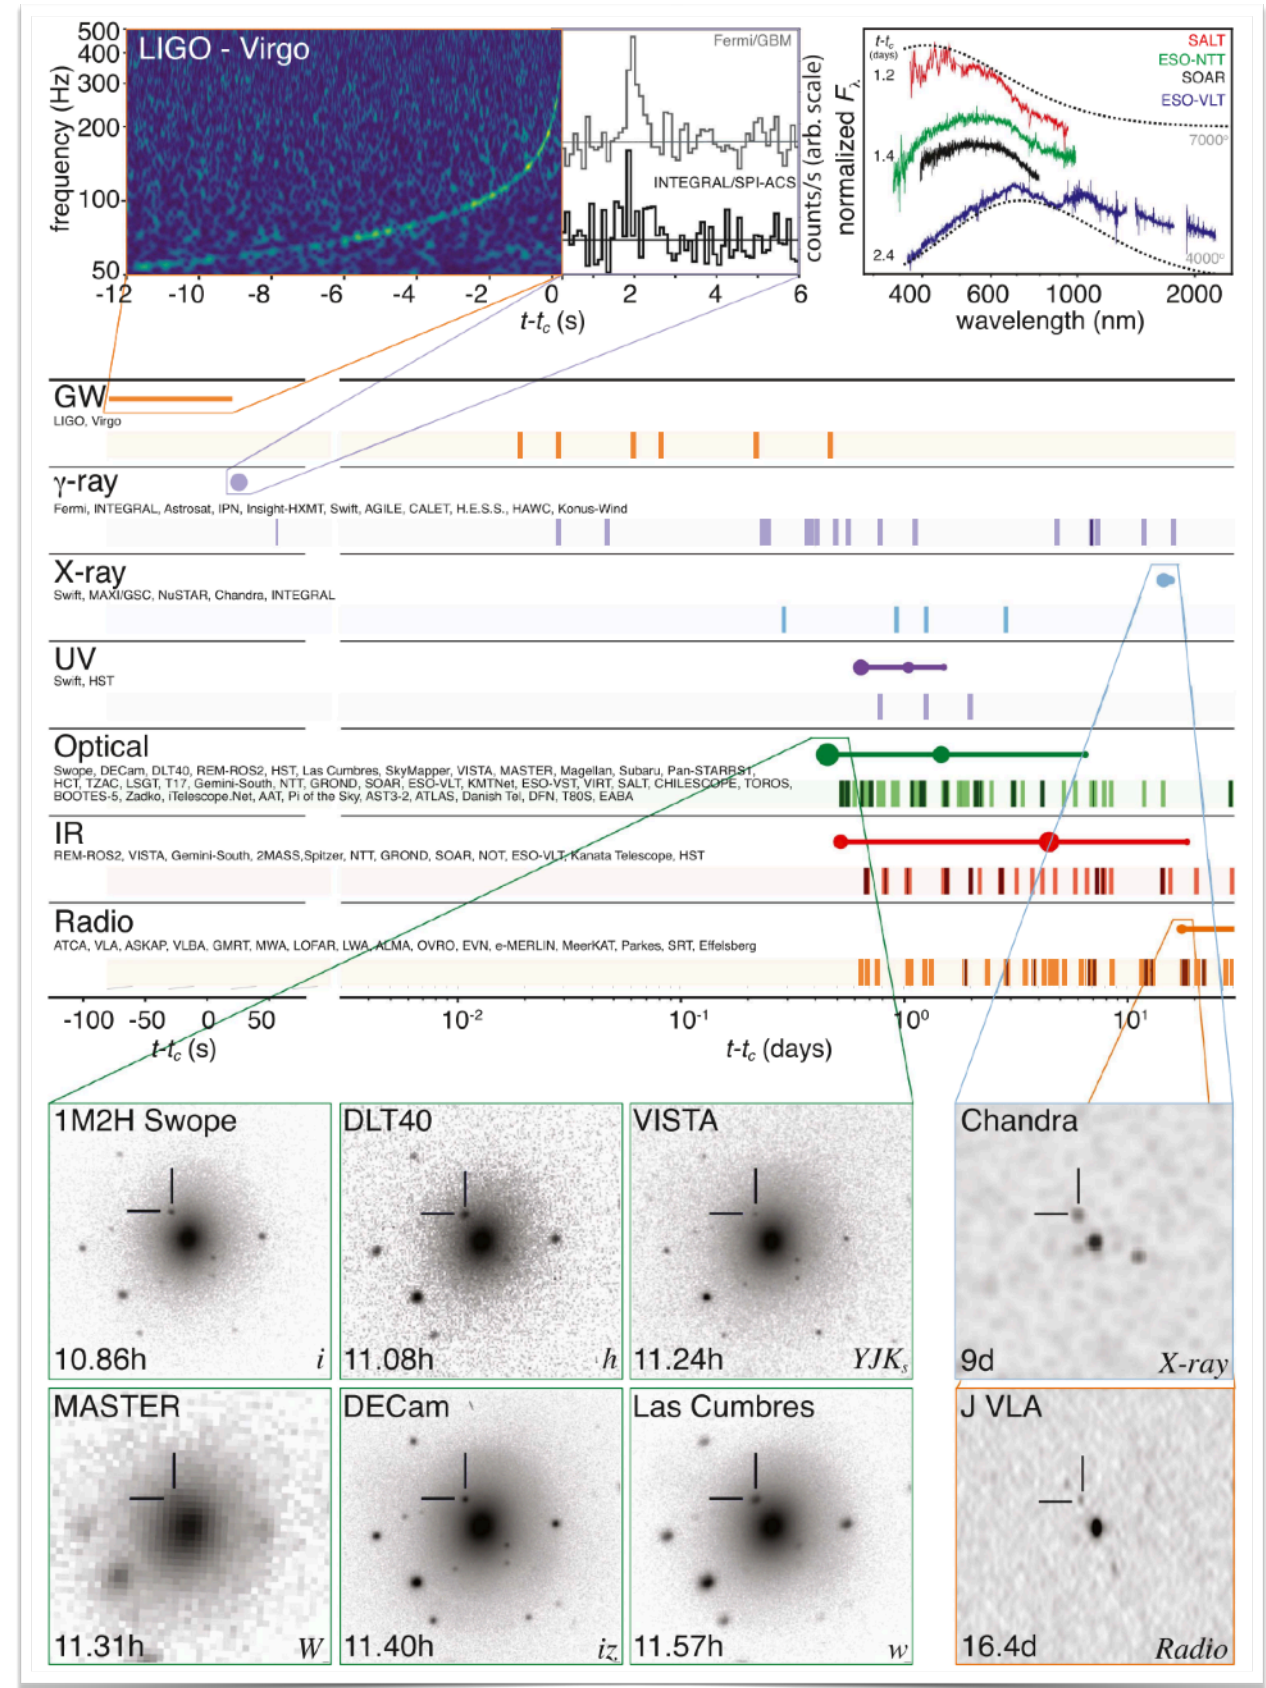 LIGO - Virgo
Fermi/GBM
INTEGRAL/SPI-ACS
frequency (Hz)
500
400
300
200
100
50
-12 -10 -8 -6 -4 -2 0 2 4 6
t-tc (s)
counts/s (arb. scale)
normalized Fλ
t-tc
(days)
1.2
1.4
2.4
SALT
ESO-NTT
SOAR
ESO-VLT
7000°
4000°
400 600 1000 2000
wavelength (nm)
GW
LIGO, Virgo
γ-ray
Fermi, INTEGRAL, Astrosat, IPN, Insight-HXMT, Swift, AGILE, CALET, H.E.S.S., HAWC, Konus-Wind
X-ray
Swift, MAXI/GSC, NuSTAR, Chandra, INTEGRAL
UV
Swift, HST
Optical
Swope, DECam, DLT40, REM-ROS2, HST, Las Cumbres, SkyMapper, VISTA, MASTER, Magellan, Subaru, Pan-STARRS1,
HCT, TZAC, LSGT, T17, Gemini-South, NTT, GROND, SOAR, ESO-VLT, KMTNet, ESO-VST, VIRT, SALT, CHILESCOPE, TOROS,
BOOTES-5, Zadko, iTelescope.Net, AAT, Pi of the Sky, AST3-2, ATLAS, Danish Tel, DFN, T80S, EABA
IR
REM-ROS2, VISTA, Gemini-South, 2MASS,Spitzer, NTT, GROND, SOAR, NOT, ESO-VLT, Kanata Telescope, HST
Radio
ATCA, VLA, ASKAP, VLBA, GMRT, MWA, LOFAR, LWA, ALMA, OVRO, EVN, e-MERLIN, MeerKAT, Parkes, SRT, Effelsberg
-100 -50 0 50 10-2 10-1 100 101
t-tc (s) t-tc (days)
1M2H Swope
10.86h i
DLT40
11.08h h
VISTA
11.24h YJKs
Chandra
9d X-ray
MASTER
11.31h W
DECam
11.40h iz
Las Cumbres
11.57h w
J VLA
16.4d Radio